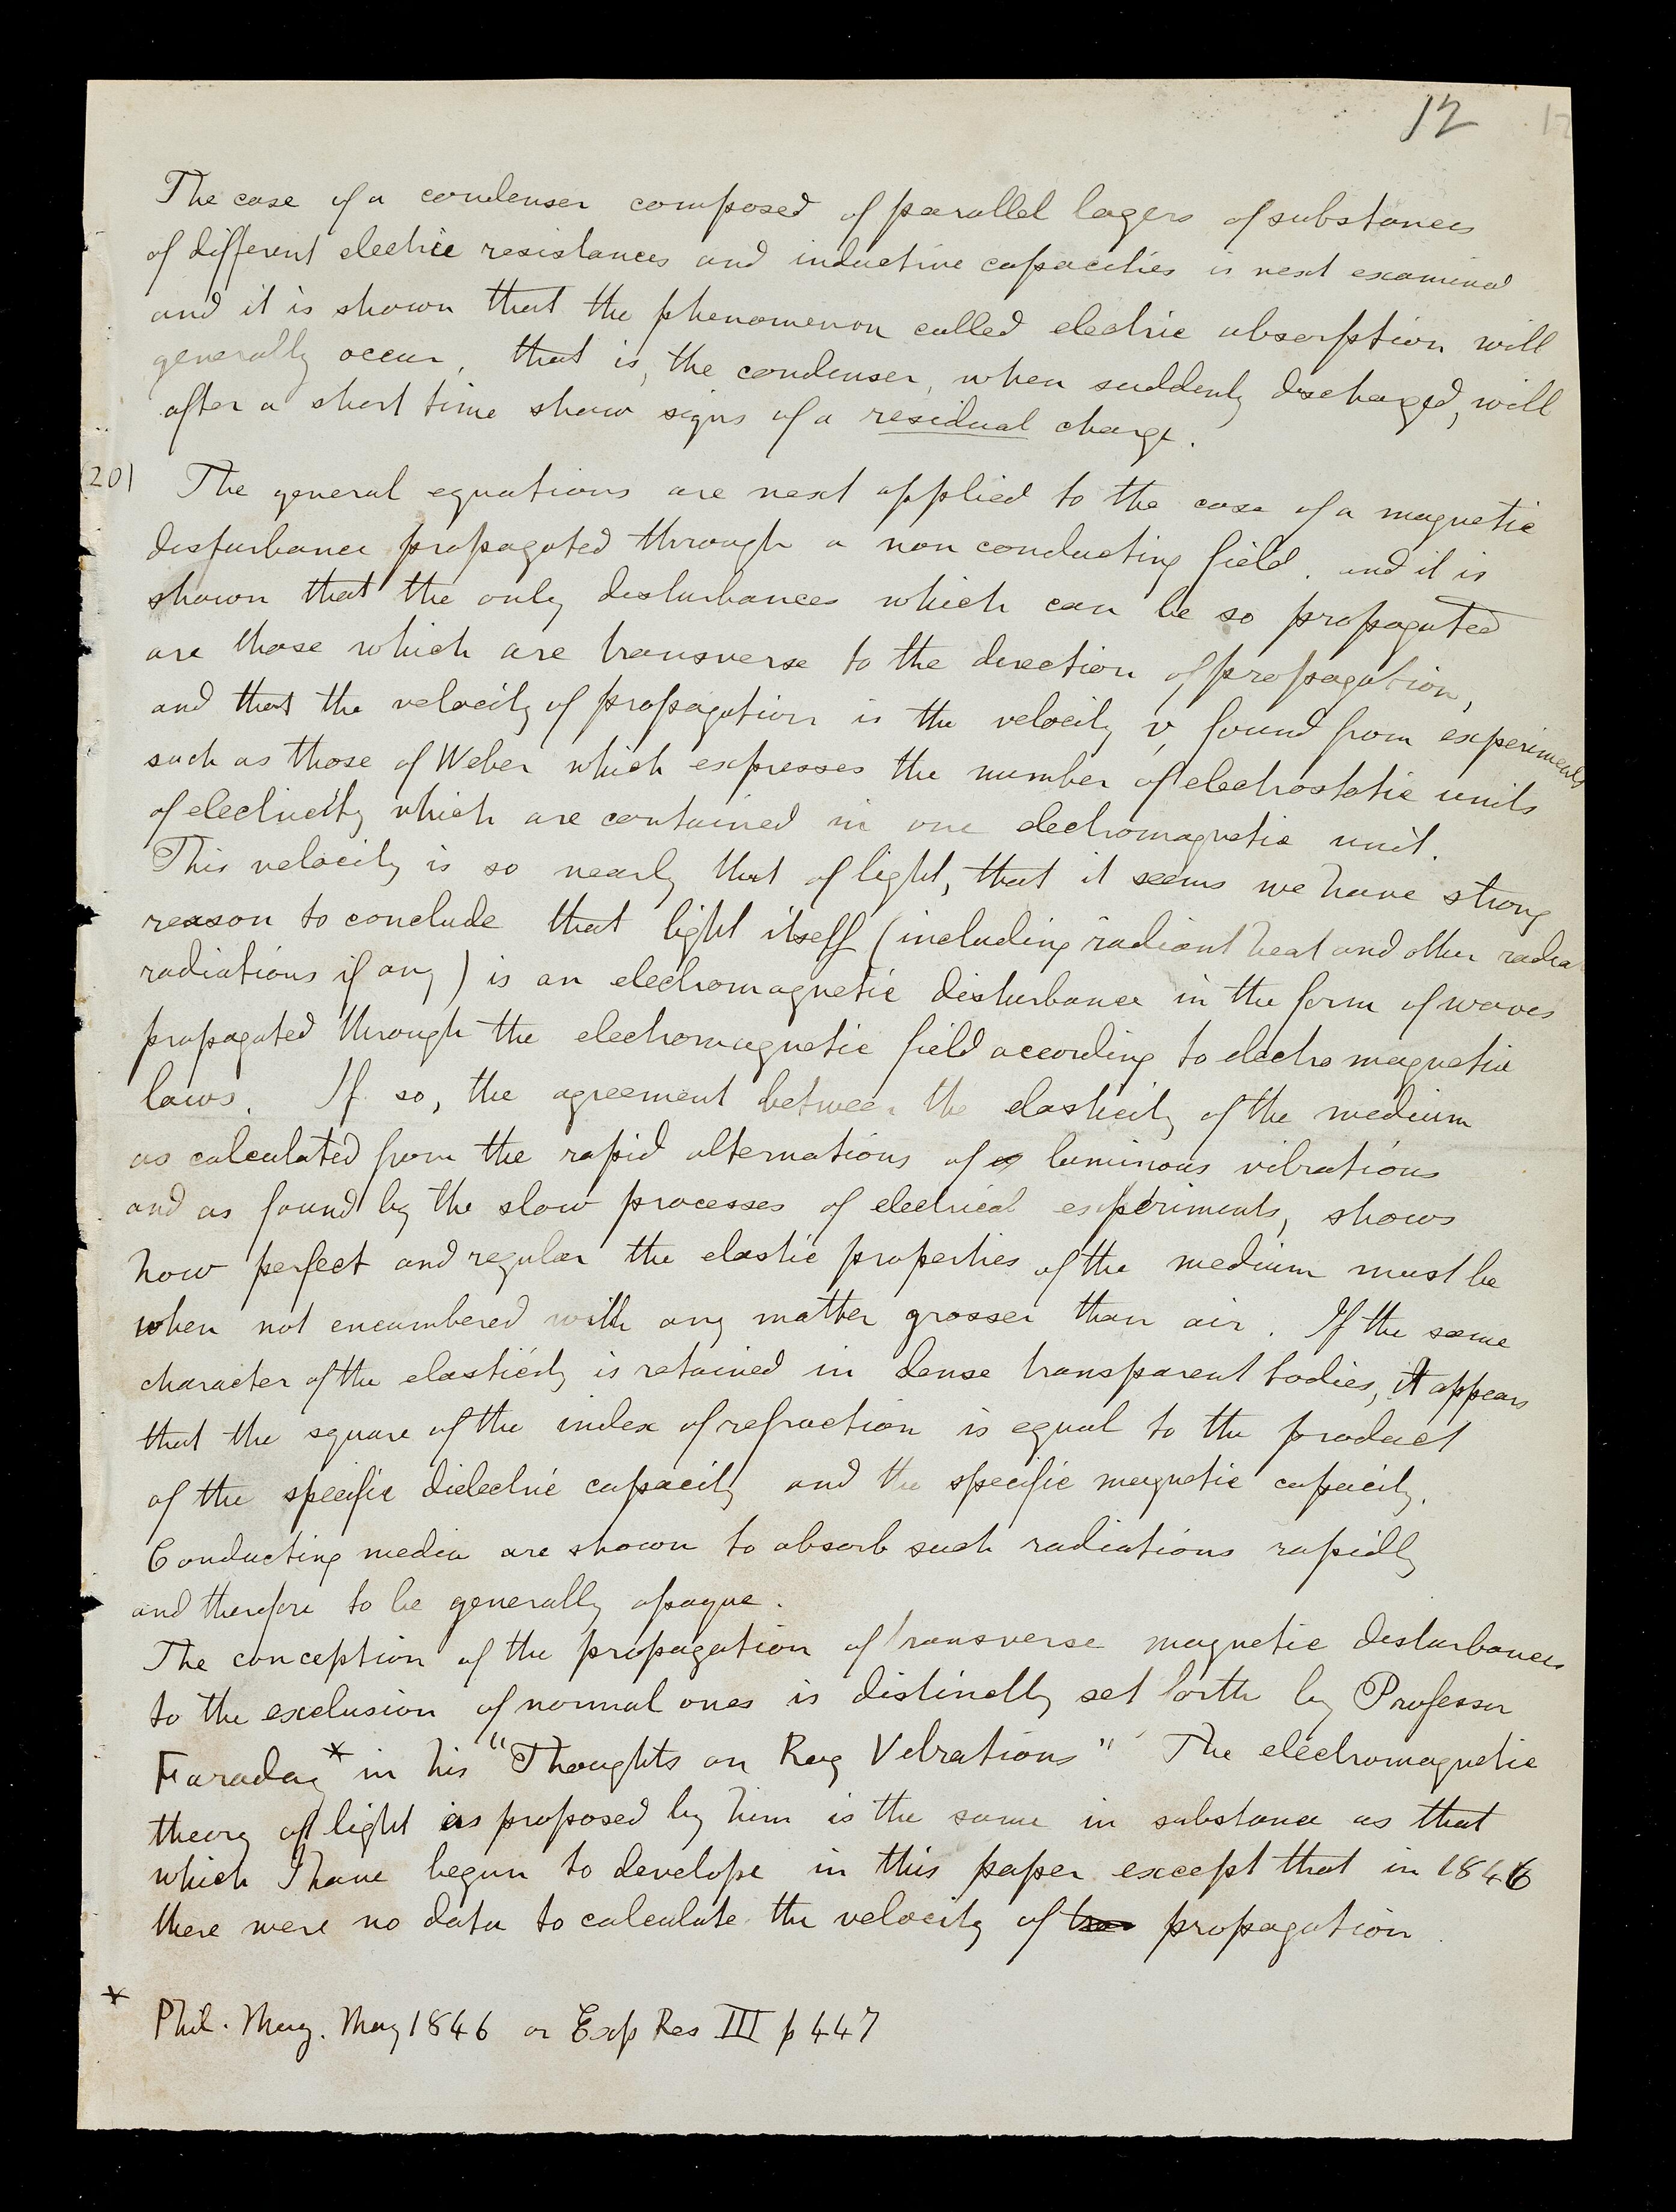 12
The case of a condenser composed of parallel layers of substances
of different electric resistances and inductive capacities is next examined
and it is shown that the phenomenon called electric absorption will
generally occur, that is, the condenser, when suddenly discharged, will
after a short time show signs of a residual charge.
(20) The general equations are next applied to the case of a magnetic
disturbance propagated through a non conducting field, and it is
shown that the only disturbances which can be so propagated
are those which are transverse to the direction of propagation,
and that the velocity of propagation is the velocity v, found from experiments
such as those of Weber which expresses the number of electrostatic units
of electricity which are contained in one electromagnetic unit.
This velocity is so nearly that of light, that it seems we have strong
reason to conclude that light itself (including radiant heat and other radia
radiations if any) is an electromagnetic disturbance in the form of waves
propagated through the electromagnetic field according to electro magnetic
laws. If so, the agreement between the elasticity of the medium
as calculated from the rapid alternations of luminous vibrations
and as found by the slow processes of electrical experiments, shows
how perfect and regular the elastic properties of the medium must be
when not encumbered with any matter grosser than air. If the same
character of the elasticity is retained in dense transparent bodies, it appears
that the square of the index of refraction is equal to the product
of the specific dielectric capacity and the specific magnetic capacity.
Conducting media are shown to absorb such radiations rapidly
and therefore to be generally opaque.
The conception of the propagation of transverse magnetic disturbances
to the exclusion of normal ones is distinctly set forth by Professor
Faraday* in his "Thoughts on Ray Vibrations" The electromagnetic
theory of light as proposed by him is the same in substance as that
which I have begun to develope in this paper except that in 1846
there were no data to calculate the velocity of propagation.
* Phil. Mag. May 1846 or Exp Res III p 447